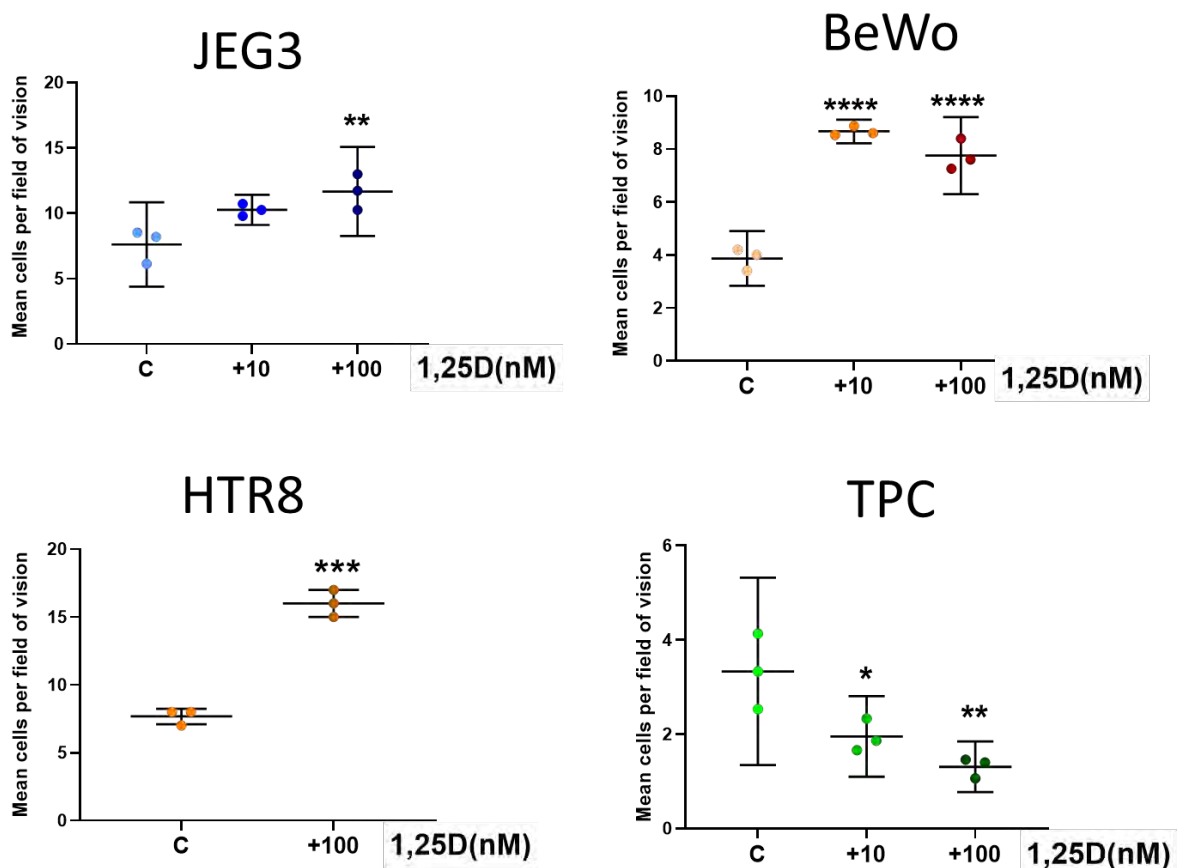 JEG3
Mean cells per field of vision
20
15
10
5
0
**
C
+10
+100
1,25D(nM)
BeWo
Mean cells per field of vision
10
8
6
4
2
0
****
****
C
+10
+100
1,25D(nM)
HTR8
Mean cells per field of vision
20
15
10
5
0
***
C
+100
1,25D(nM)
TPC
Mean cells per field of vision
6
4
2
0
*
**
C
+10
+100
1,25D(nM)